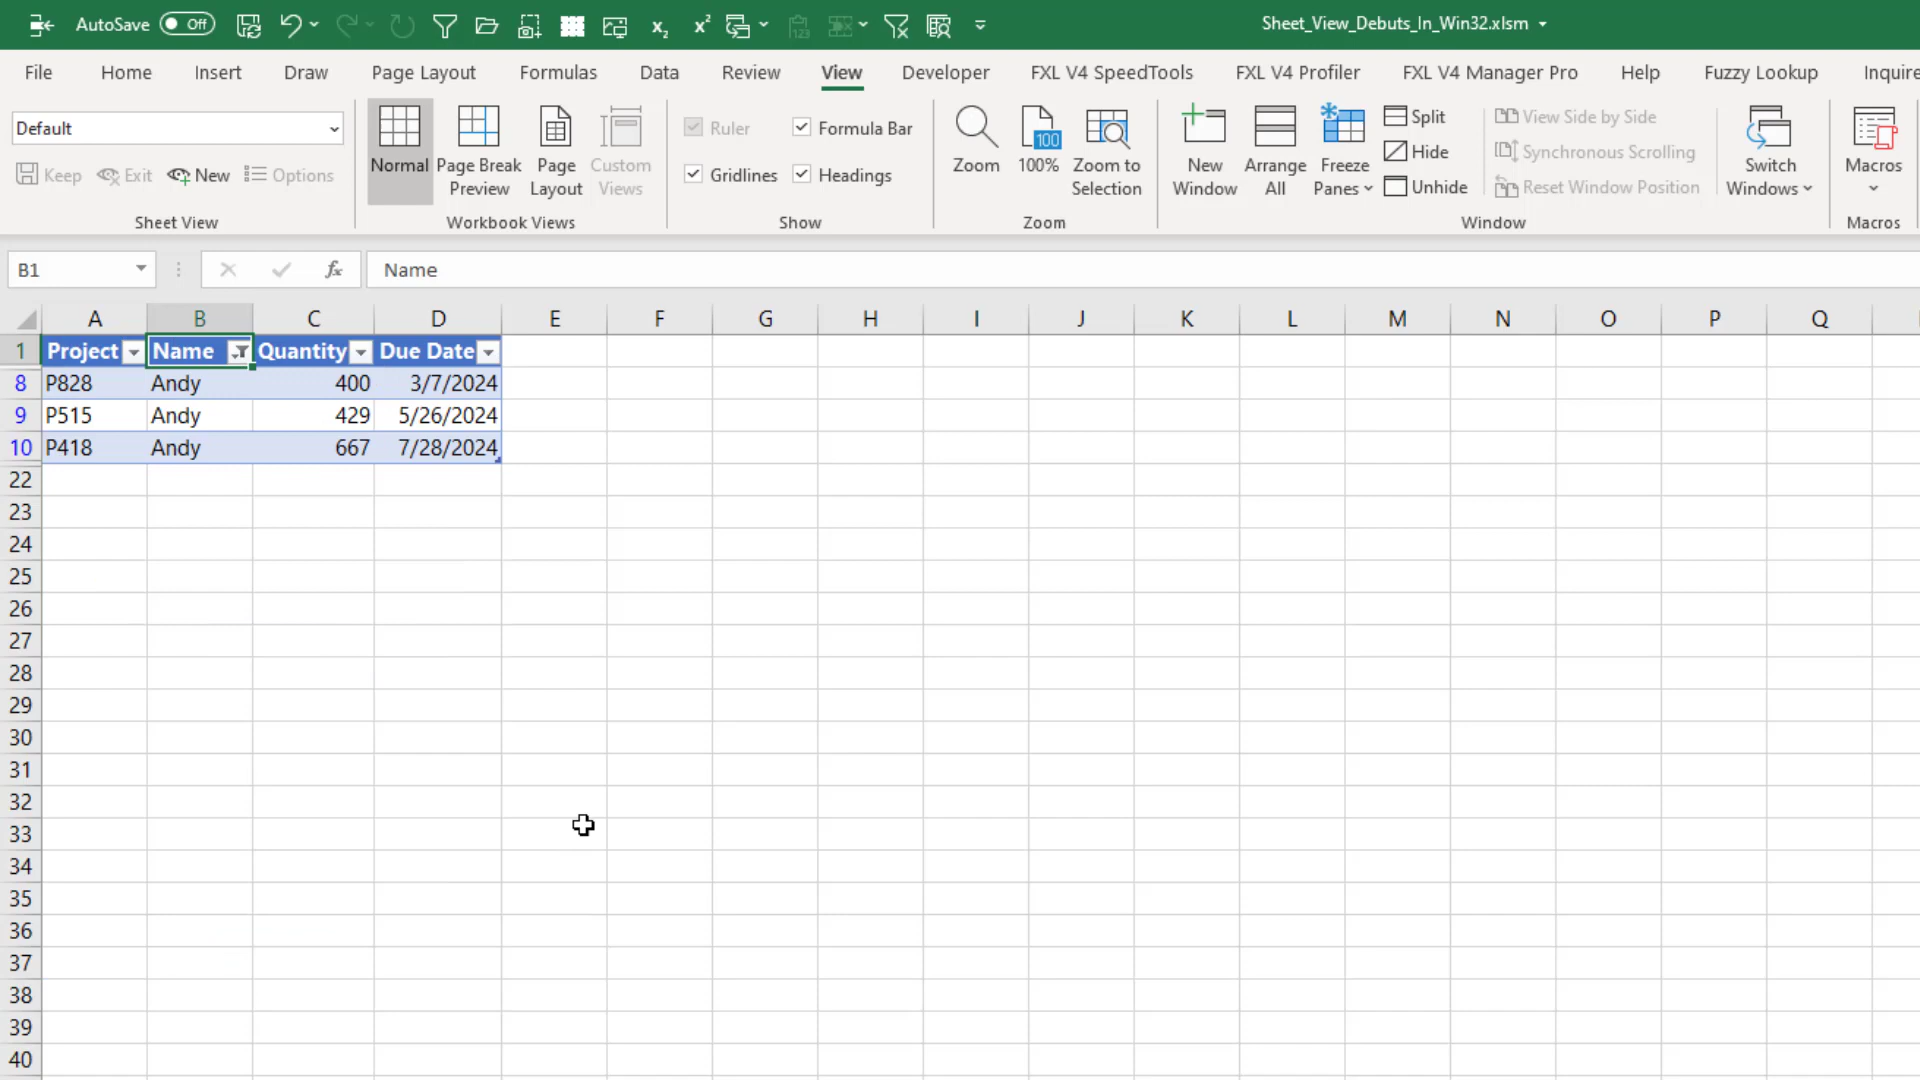 AutoSave Off Sheet_View_Debuts_In_Win32.xlsm
File Home Insert Draw Page Layout Formulas Data Review View Developer FXL V4 SpeedTools FXL V4 Profiler FXL V4 Manager Pro Help Fuzzy Lookup Inquire
Default
Keep Exit New Options
Sheet View
Normal
Page Break Preview
Page Layout
Custom Views
Workbook Views
Ruler Formula Bar
Gridlines Headings
Show
Zoom
100
100%
Zoom to Selection
Zoom
New Window
Arrange All
Freeze Panes
Split
Hide
Unhide
View Side by Side
Synchronous Scrolling
Reset Window Position
Switch Windows
Window
Macros
Macros
B1 fx Name
A B C D E F G H I J K L M N O P Q
1 Project Name Quantity Due Date
8 P828 Andy 400 3/7/2024
9 P515 Andy 429 5/26/2024
10 P418 Andy 667 7/28/2024
22
23
24
25
26
27
28
29
30
31
32
33
34
35
36
37
38
39
40